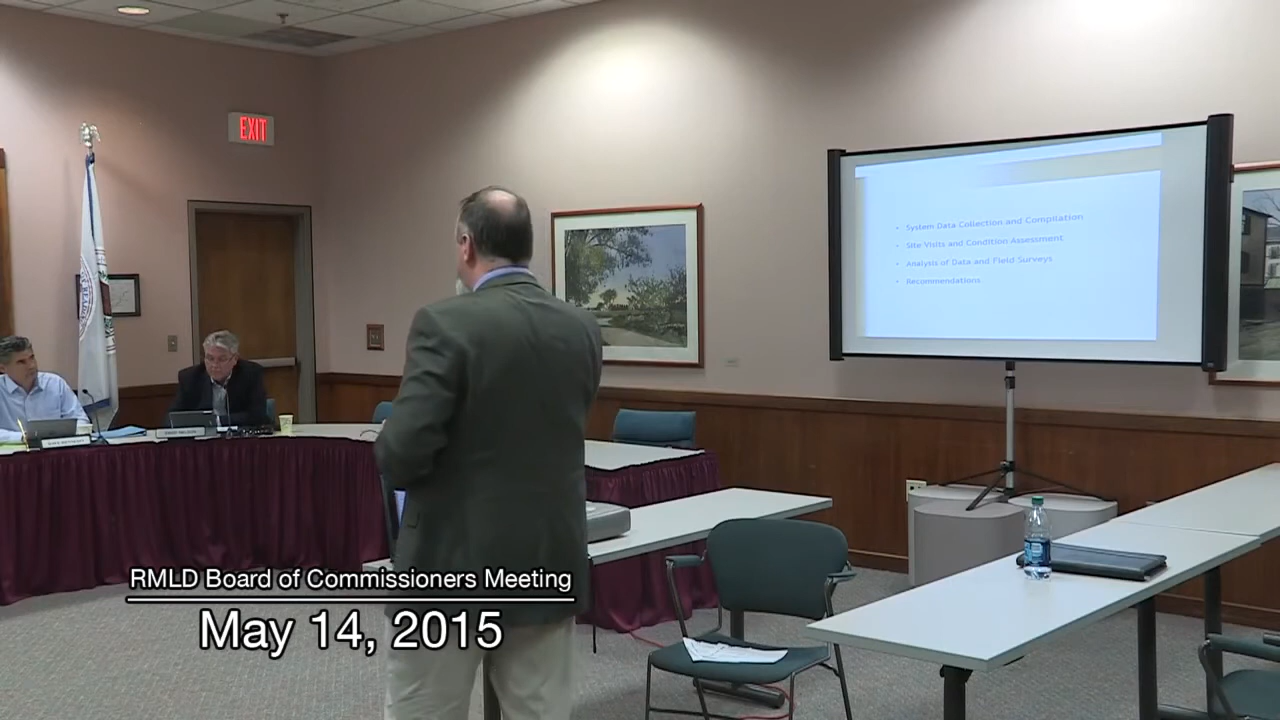 EXIT
• System Data Collection and Compilation
• Site Visits and Condition Assessment
• Analysis of Data and Field Surveys
• Recommendations
RMLD Board of Commissioners Meeting
May 14, 2015